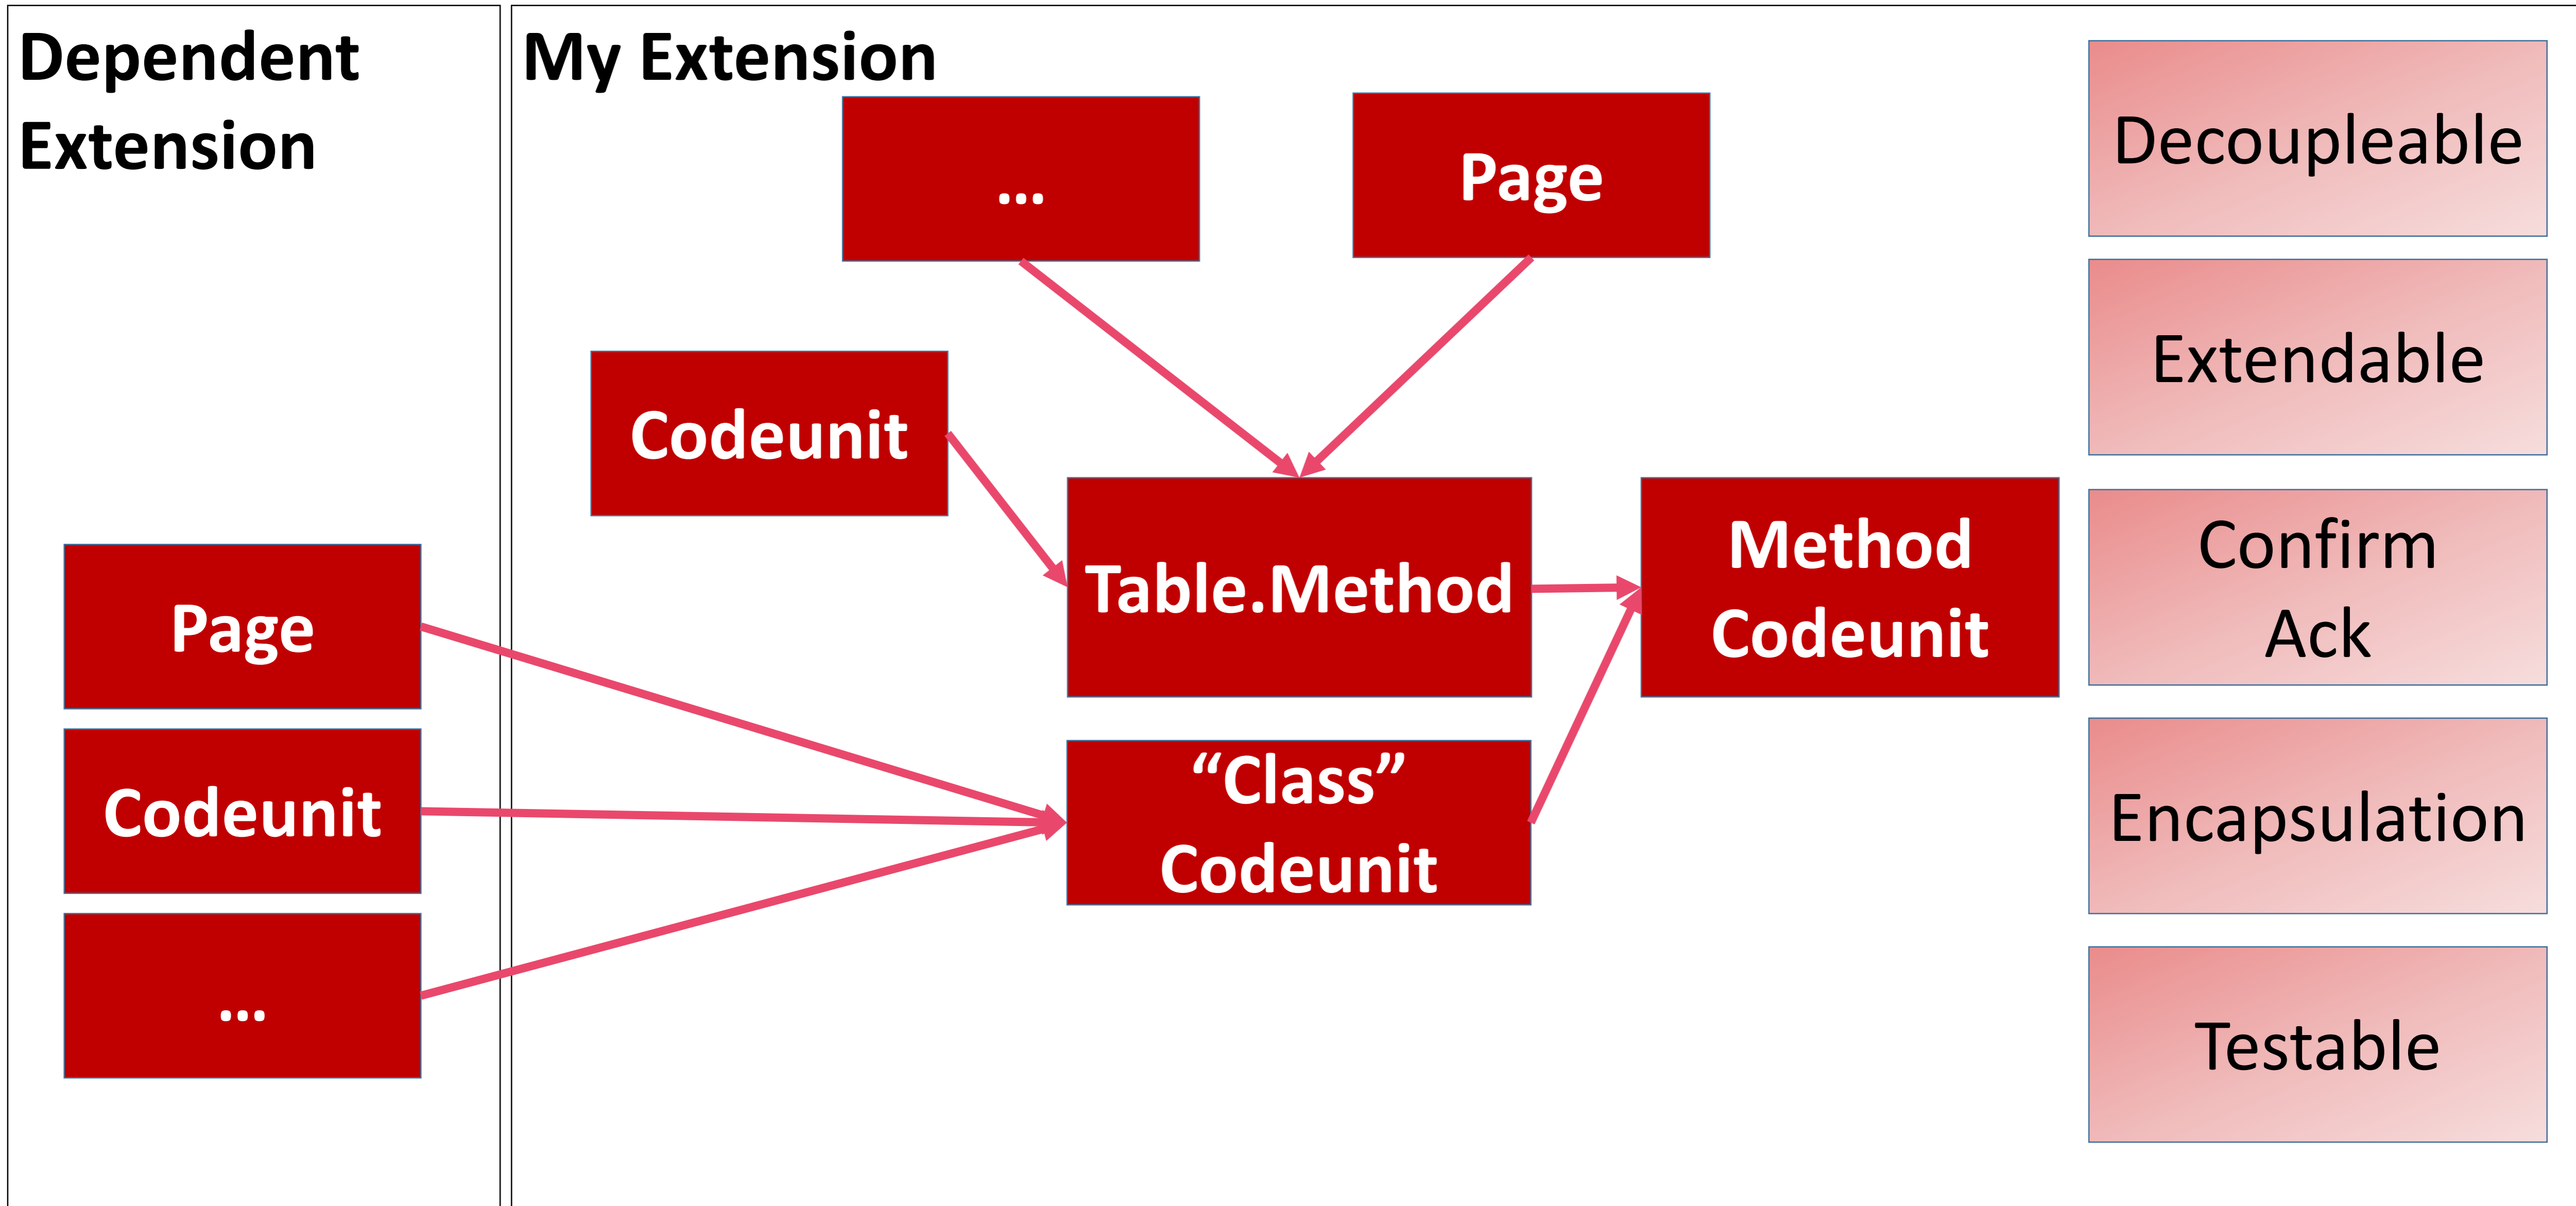 Dependent
Extension
My Extension
...
Page
Codeunit
Table.Method
Method
Codeunit
“Class”
Codeunit
Page
Codeunit
...
Decoupleable
Extendable
Confirm
Ack
Encapsulation
Testable